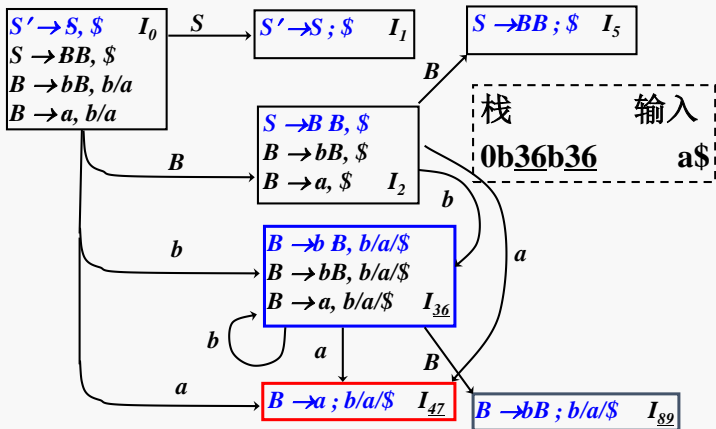 S′→S, $ I₀
S→BB, $
B→bB, b/a
B→a, b/a
S
S′→S ; $ I₁
S→BB ; $ I₅
B
S→B B, $
B→bB, $
B→a, $ I₂
栈 输入
0b36b36 a$
B
b
a
b
B→b B, b/a/$
B→bB, b/a/$
B→a, b/a/$ I₃₆
b
a
B
a
B→a ; b/a/$ I₄₇
B→bB ; b/a/$ I₈₉